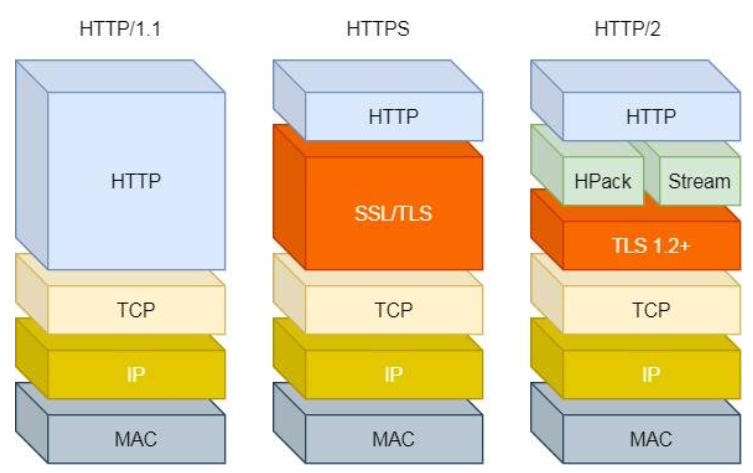 HTTP/1.1
HTTP
TCP
IP
MAC
HTTPS
HTTP
SSL/TLS
TCP
IP
MAC
HTTP/2
HTTP
HPack
Stream
TLS 1.2+
TCP
IP
MAC